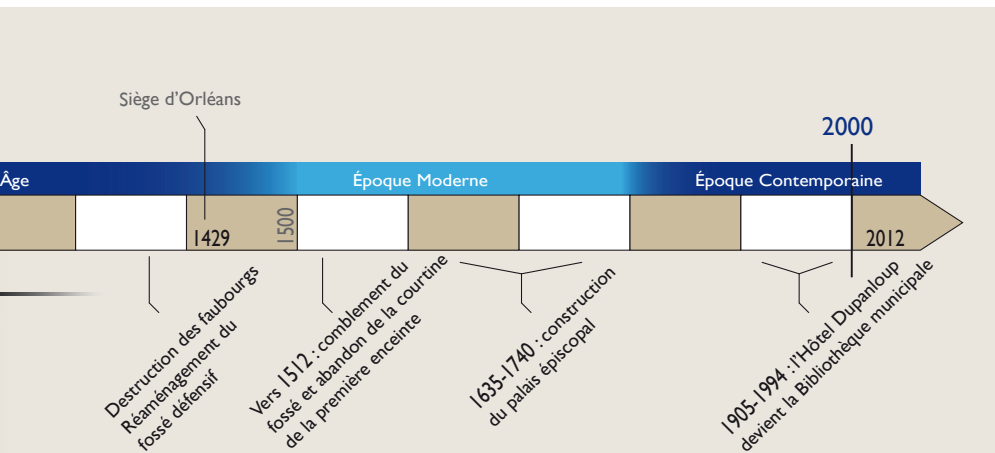 Siège d'Orléans
2000
Âge
Époque Moderne
Époque Contemporaine
1429
1500
2012
Destruction des faubourgs
Réaménagement du
fossé défensif
Vers 1512 : comblement du
fossé et abandon de la courtine
de la première enceinte
1635-1740 : construction
du palais épiscopal
1905-1994 : l'Hôtel Dupanloup
devient la Bibliothèque municipale